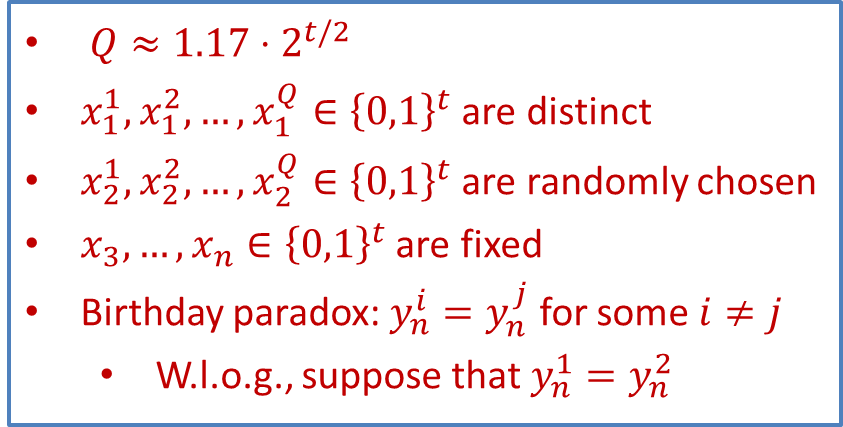 • Q ≈ 1.17 · 2^{t/2}
• x_1^1, x_1^2, …, x_1^Q ∈ {0,1}^t are distinct
• x_2^1, x_2^2, …, x_2^Q ∈ {0,1}^t are randomly chosen
• x_3, …, x_n ∈ {0,1}^t are fixed
• Birthday paradox: y_n^i = y_n^j for some i ≠ j
• W.l.o.g., suppose that y_n^1 = y_n^2